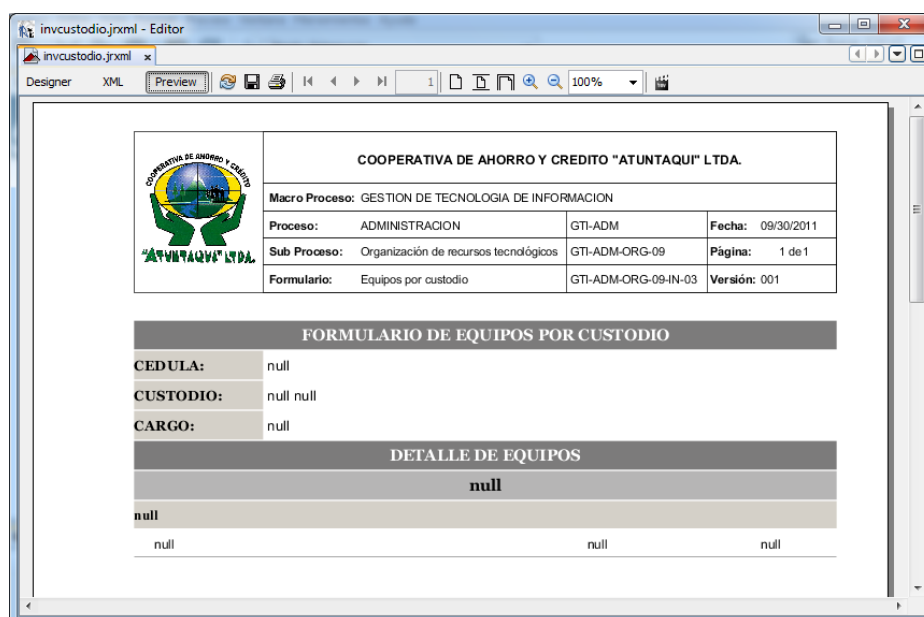 invcustodio.jrxml - Editor
invcustodio.jrxml x
Designer XML Preview 1 100%
COOPERATIVA DE AHORRO Y CREDITO
"ATUNTAQUI" LTDA.
COOPERATIVA DE AHORRO Y CREDITO "ATUNTAQUI" LTDA.
Macro Proceso: GESTION DE TECNOLOGIA DE INFORMACION
Proceso: ADMINISTRACION GTI-ADM Fecha: 09/30/2011
Sub Proceso: Organización de recursos tecnológicos GTI-ADM-ORG-09 Página: 1 de 1
Formulario: Equipos por custodio GTI-ADM-ORG-09-IN-03 Versión: 001
FORMULARIO DE EQUIPOS POR CUSTODIO
CEDULA: null
CUSTODIO: null null
CARGO: null
DETALLE DE EQUIPOS
null
null
null null null